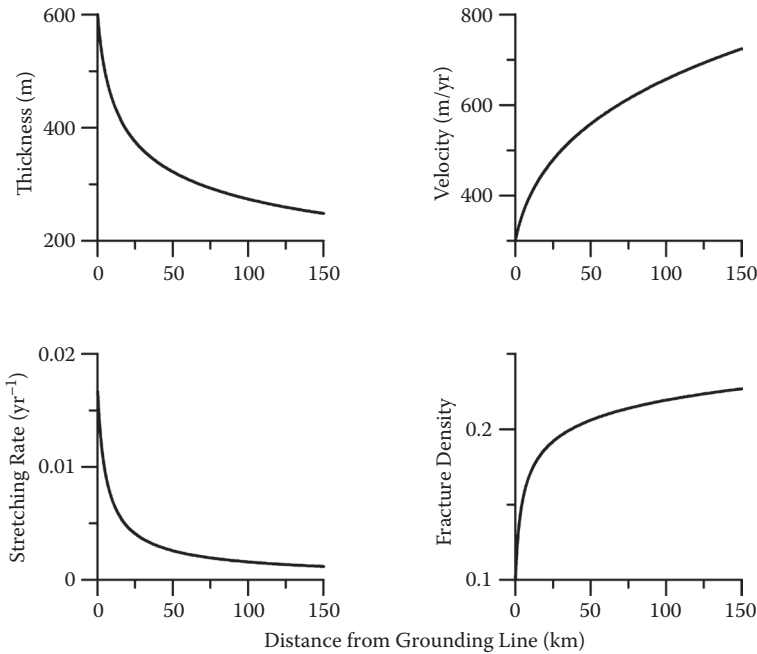 Thickness (m)
600
400
200
0 50 100 150
Velocity (m/yr)
800
600
400
0 50 100 150
Stretching Rate (yr⁻¹)
0.02
0.01
0
0 50 100 150
Fracture Density
0.2
0.1
0 50 100 150
Distance from Grounding Line (km)